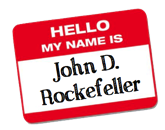 HELLO
MY NAME IS
John D.
Rockefeller